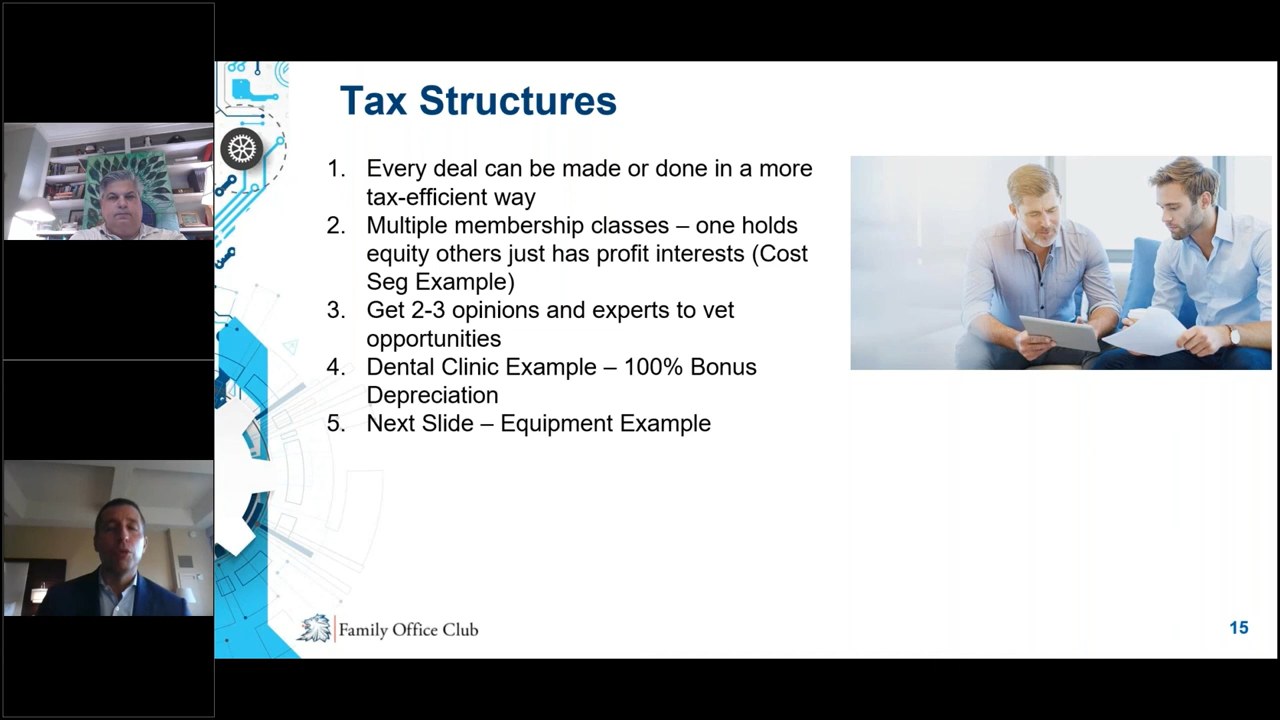 Tax Structures
1. Every deal can be made or done in a more
tax-efficient way
2. Multiple membership classes – one holds
equity others just has profit interests (Cost
Seg Example)
3. Get 2-3 opinions and experts to vet
opportunities
4. Dental Clinic Example – 100% Bonus
Depreciation
5. Next Slide – Equipment Example
Family Office Club
15